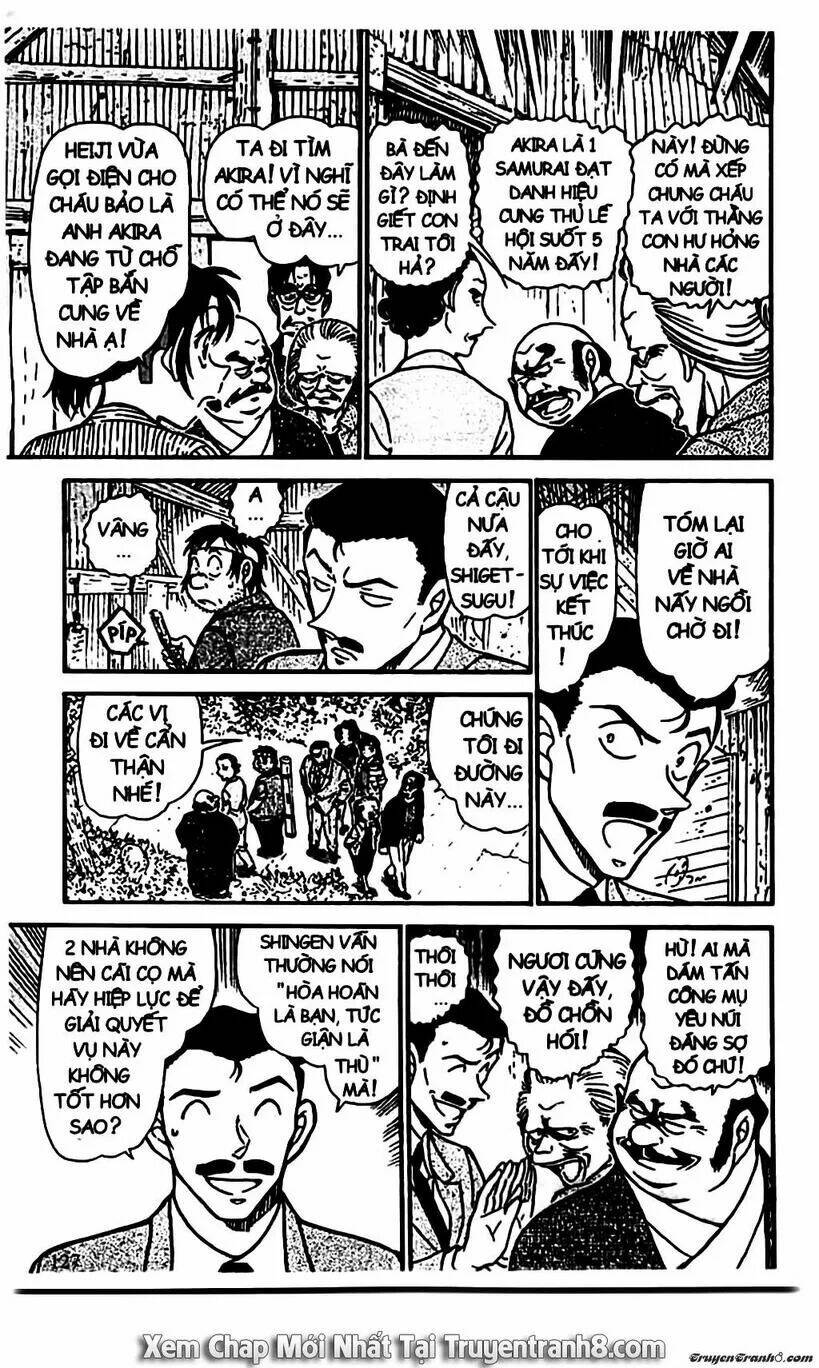 NÀY! ĐỪNG
CÓ MÀ XẾP
CHUNG CHÁU
TA VỚI THẰNG
CON HƯ HỎNG
NHÀ CÁC
NGƯỜI!
AKIRA LÀ 1
SAMURAI ĐẠT
DANH HIỆU
CUNG THỦ LỄ
HỘI SUỐT 5
NĂM ĐẤY!
BÀ ĐẾN
ĐÂY LÀM
GÌ? ĐỊNH
GIẾT CON
TRAI TÔI
HẢ?
TA ĐI TÌM
AKIRA! VÌ NGHĨ
CÓ THỂ NÓ SẼ
Ở ĐÂY...
HEIJI VỪA
GỌI ĐIỆN CHO
CHÁU BẢO LÀ
ANH AKIRA
ĐANG TỪ CHỖ
TẬP BẮN
CUNG VỀ
NHÀ Ạ!
TÓM LẠI
GIỜ AI
VỀ NHÀ
NẤY NGỒI
CHỜ ĐI!
CHO
TỚI KHI
SỰ VIỆC
KẾT
THÚC
!
CẢ CẬU
NƯA
ĐẤY,
SHIGET-
SUGU!
A
...
VÂNG
...
PÍP
CHÚNG
TÔI ĐI
ĐƯỜNG
NÀY...
CÁC VỊ
ĐI VỀ CẨN
THẬN
NHÉ!
HỪ! AI MÀ
DÁM TẤN
CÔNG MỤ
YÊU NÚI
ĐÁNG SỢ
ĐÓ CHỨ!
NGƯƠI CŨNG
VẬY ĐẤY,
ĐỒ CHỒN
HÓI!
THÔI
THÔI
...
SHINGEN VẪN
THƯỜNG NÓI
"HÒA HOÃN
LÀ BẠN, TỨC
GIẬN LÀ
THÙ"
MÀ!
2 NHÀ KHÔNG
NÊN CÃI CỌ MÀ
HÃY HIỆP LỰC ĐỂ
GIẢI QUYẾT
VỤ NÀY
KHÔNG
TỐT HƠN
SAO?
127
Xem Chap Mới Nhất Tại Truyentranh8.com
TruyenTranh8.com